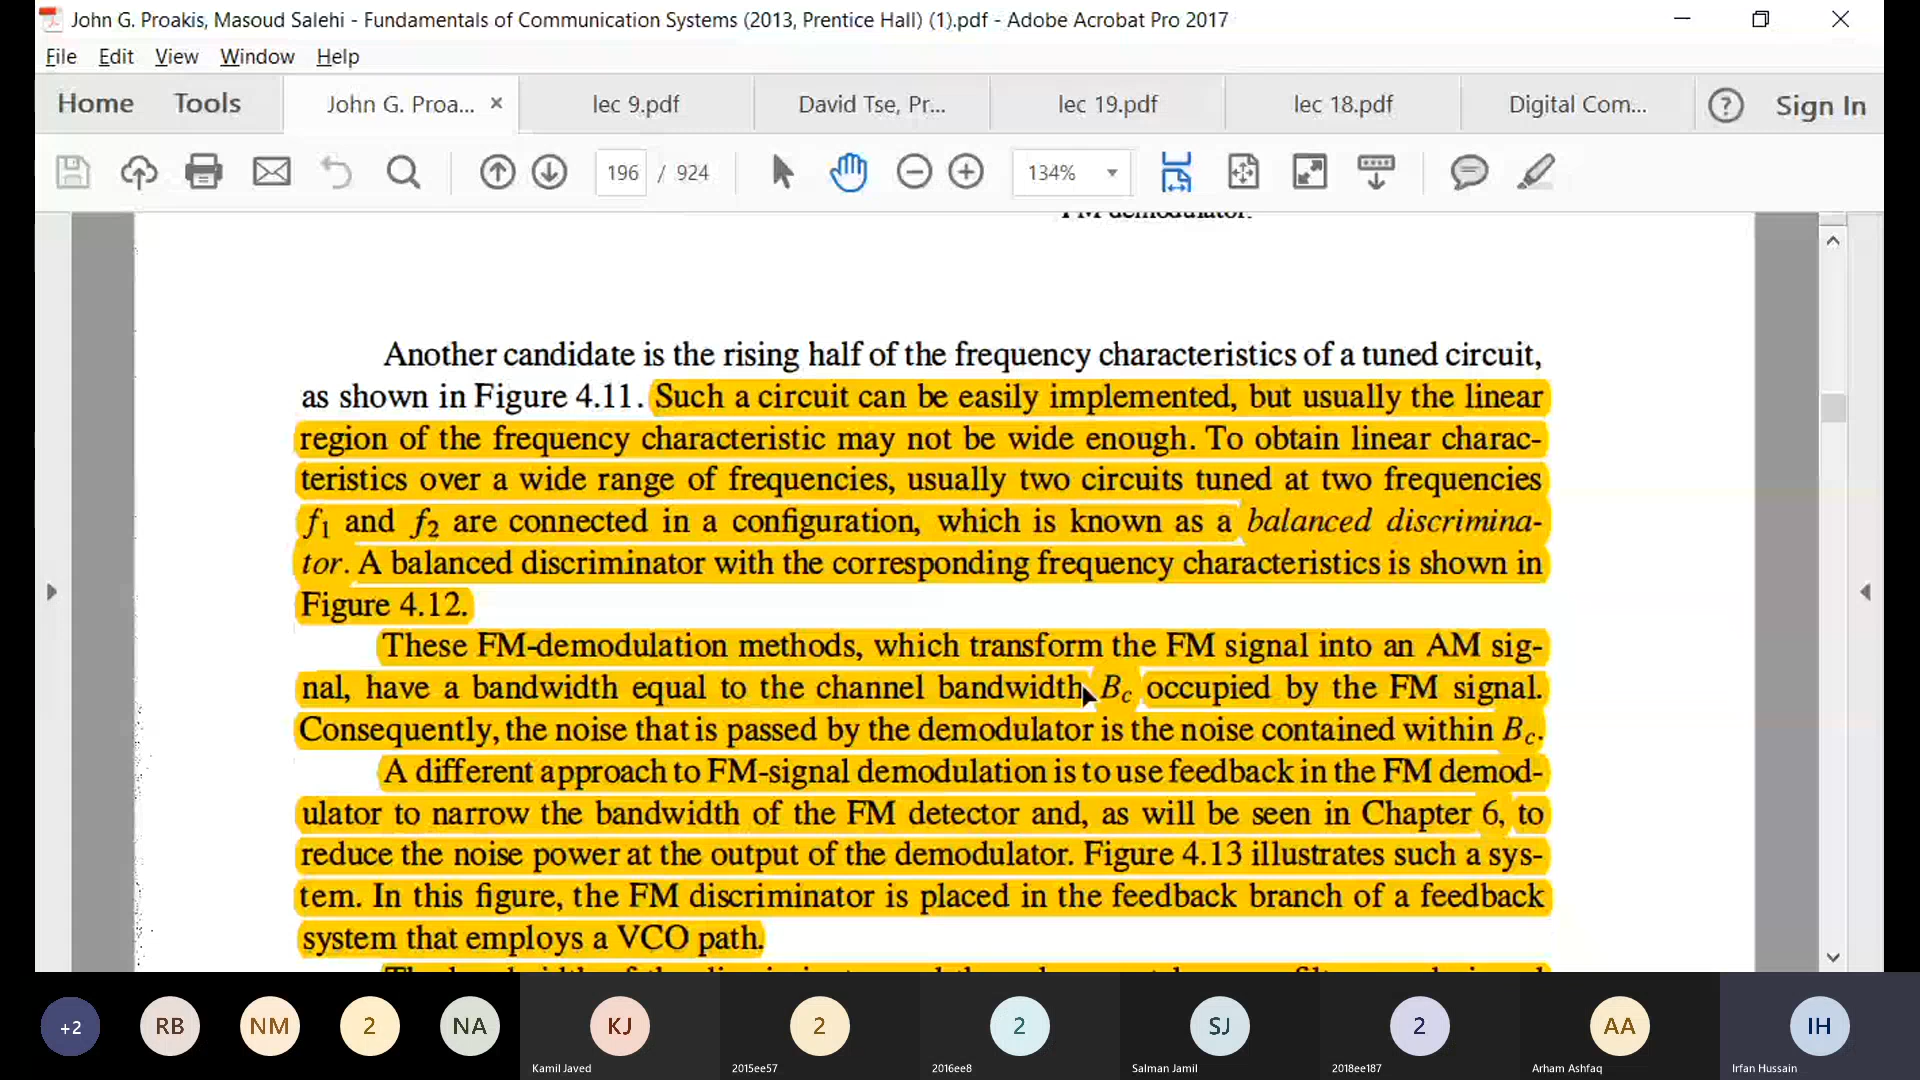 John G. Proakis, Masoud Salehi - Fundamentals of Communication Systems (2013, Prentice Hall) (1).pdf - Adobe Acrobat Pro 2017
File Edit View Window Help
Home Tools John G. Proa... × lec 9.pdf David Tse, Pr... lec 19.pdf lec 18.pdf Digital Com... ? Sign In
196 / 924 134%
FM demodulator.
Another candidate is the rising half of the frequency characteristics of a tuned circuit,
as shown in Figure 4.11. Such a circuit can be easily implemented, but usually the linear
region of the frequency characteristic may not be wide enough. To obtain linear charac-
teristics over a wide range of frequencies, usually two circuits tuned at two frequencies
f1 and f2 are connected in a configuration, which is known as a balanced discrimina-
tor. A balanced discriminator with the corresponding frequency characteristics is shown in
Figure 4.12.
These FM-demodulation methods, which transform the FM signal into an AM sig-
nal, have a bandwidth equal to the channel bandwidth Bc occupied by the FM signal.
Consequently, the noise that is passed by the demodulator is the noise contained within Bc.
A different approach to FM-signal demodulation is to use feedback in the FM demod-
ulator to narrow the bandwidth of the FM detector and, as will be seen in Chapter 6, to
reduce the noise power at the output of the demodulator. Figure 4.13 illustrates such a sys-
tem. In this figure, the FM discriminator is placed in the feedback branch of a feedback
system that employs a VCO path.
+2 RB NM 2 NA KJ 2 2 SJ 2 AA IH
Kamil Javed 2015ee57 2016ee8 Salman Jamil 2018ee187 Arham Ashfaq Irfan Hussain